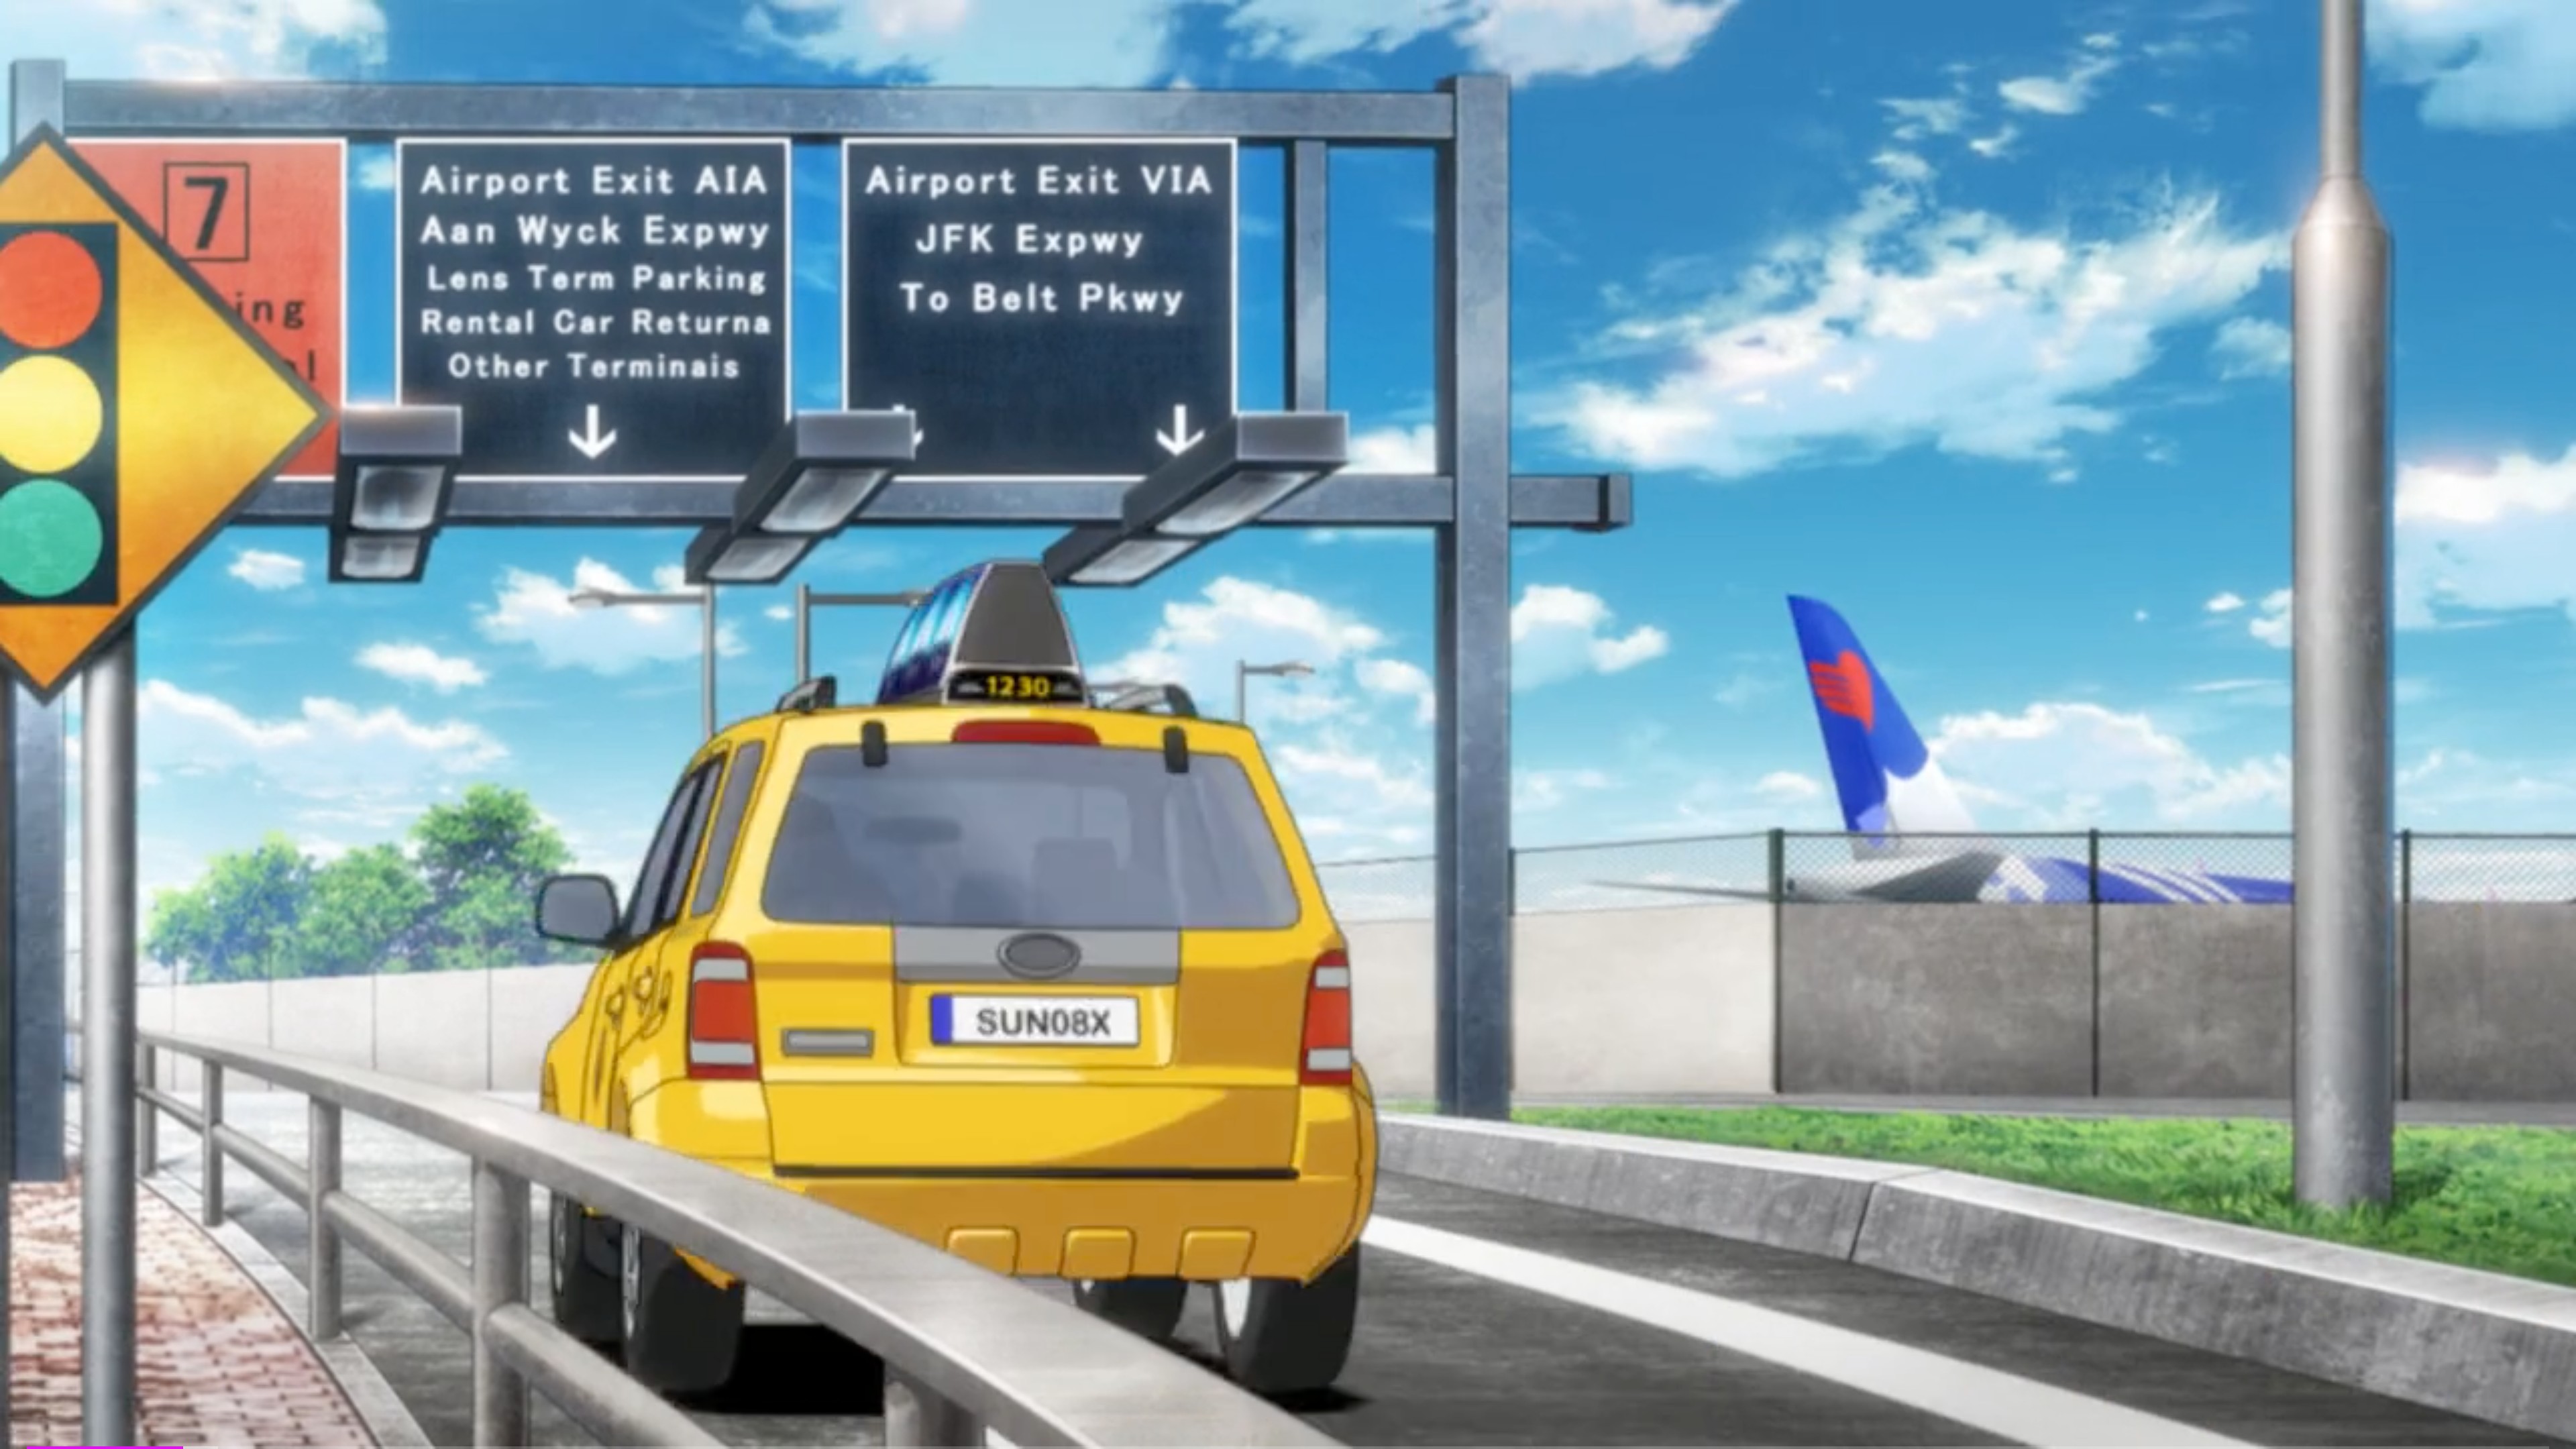 7
Airport Exit AIA
Aan Wyck Expwy
Lens Term Parking
Rental Car Returna
Other Terminais
Airport Exit VIA
JFK Expwy
To Belt Pkwy
1230
SUN08X